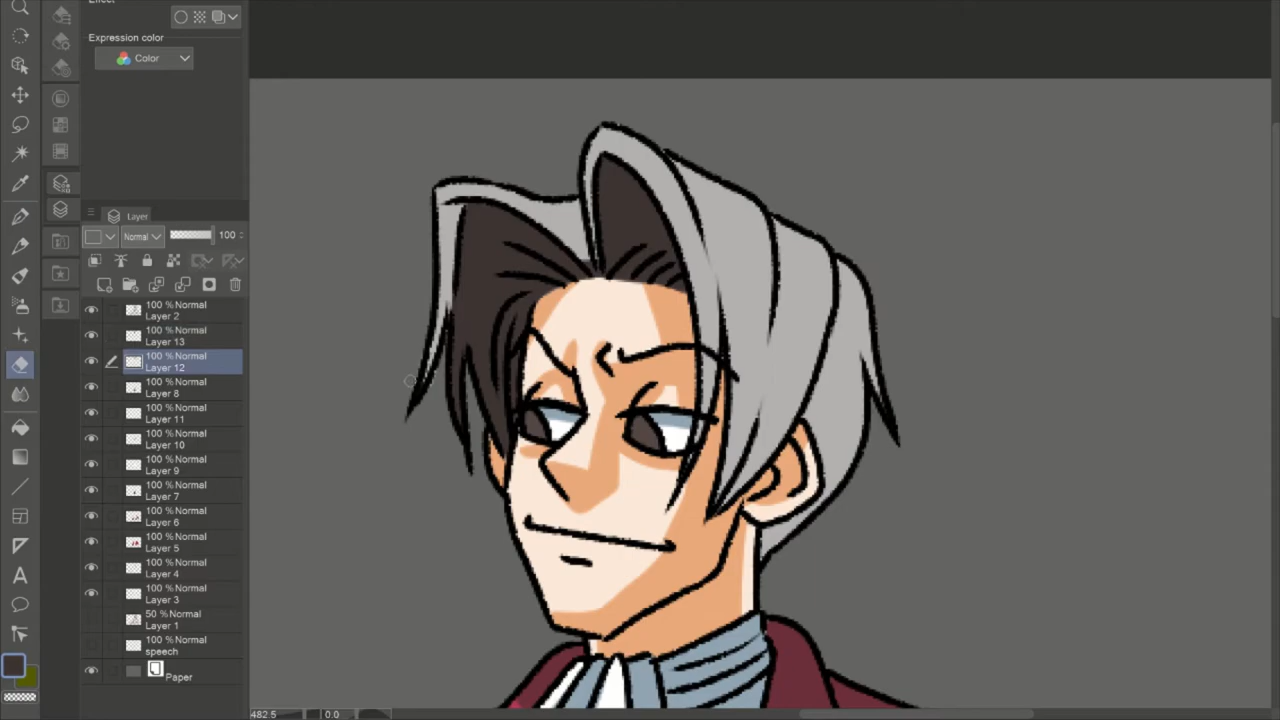 Effect
Expression color
Color
Layer
Normal 100
100 % Normal
Layer 2
100 % Normal
Layer 13
100 % Normal
Layer 12
100 % Normal
Layer 8
100 % Normal
Layer 11
100 % Normal
Layer 10
100 % Normal
Layer 9
100 % Normal
Layer 7
100 % Normal
Layer 6
100 % Normal
Layer 5
100 % Normal
Layer 4
100 % Normal
Layer 3
50 % Normal
Layer 1
100 % Normal
speech
Paper
482.5 0.0